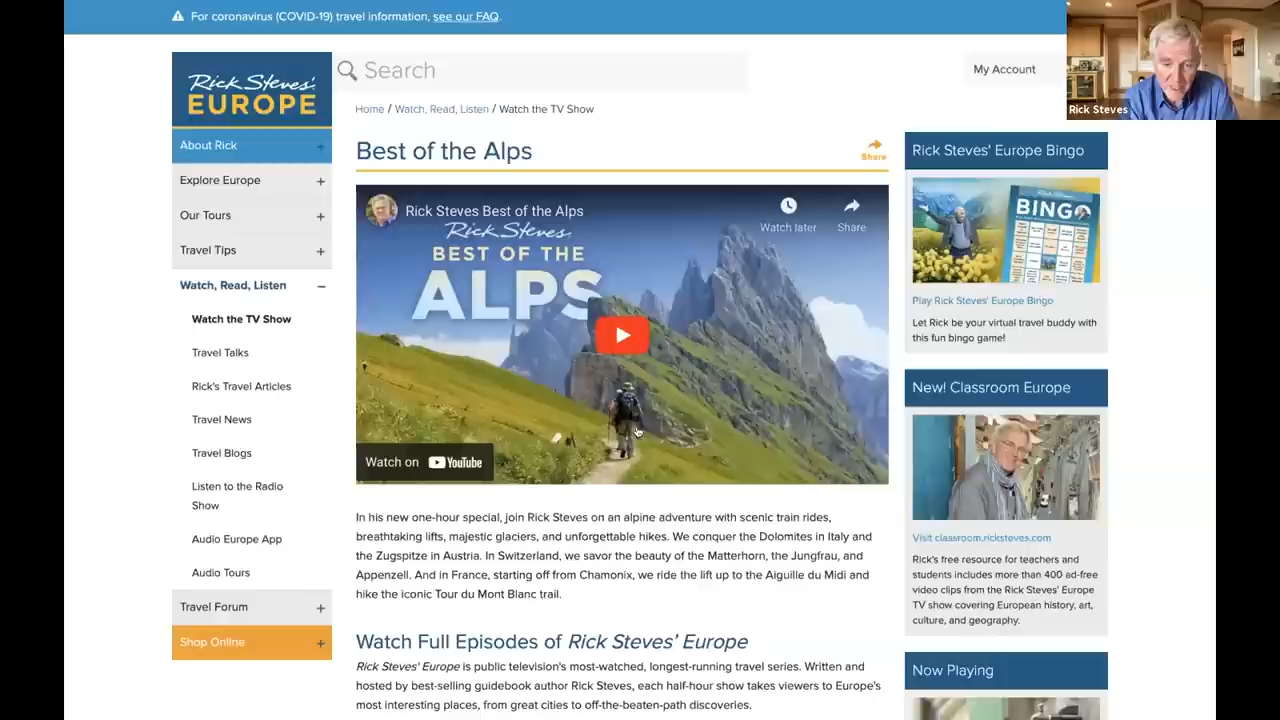 For coronavirus (COVID-19) travel information, see our FAQ.
Rick Steves
Rick Steves'
EUROPE
Search
My Account
Home / Watch, Read, Listen / Watch the TV Show
About Rick
Explore Europe
Our Tours
Travel Tips
Watch, Read, Listen
Watch the TV Show
Travel Talks
Rick's Travel Articles
Travel News
Travel Blogs
Listen to the Radio
Show
Audio Europe App
Audio Tours
Travel Forum
Shop Online
Best of the Alps
Share
Rick Steves Best of the Alps
Watch later
Share
Rick Steves
BEST OF THE
ALPS
Watch on YouTube
In his new one-hour special, join Rick Steves on an alpine adventure with scenic train rides,
breathtaking lifts, majestic glaciers, and unforgettable hikes. We conquer the Dolomites in Italy and
the Zugspitze in Austria. In Switzerland, we savor the beauty of the Matterhorn, the Jungfrau, and
Appenzell. And in France, starting off from Chamonix, we ride the lift up to the Aiguille du Midi and
hike the iconic Tour du Mont Blanc trail.
Watch Full Episodes of Rick Steves' Europe
Rick Steves' Europe is public television's most-watched, longest-running travel series. Written and
hosted by best-selling guidebook author Rick Steves, each half-hour show takes viewers to Europe's
most interesting places, from great cities to off-the-beaten-path discoveries.
Rick Steves' Europe Bingo
BINGO
Play Rick Steves' Europe Bingo
Let Rick be your virtual travel buddy with
this fun bingo game!
New! Classroom Europe
Visit classroom.ricksteves.com
Rick's free resource for teachers and
students includes more than 400 ad-free
video clips from the Rick Steves' Europe
TV show covering European history, art,
culture, and geography.
Now Playing